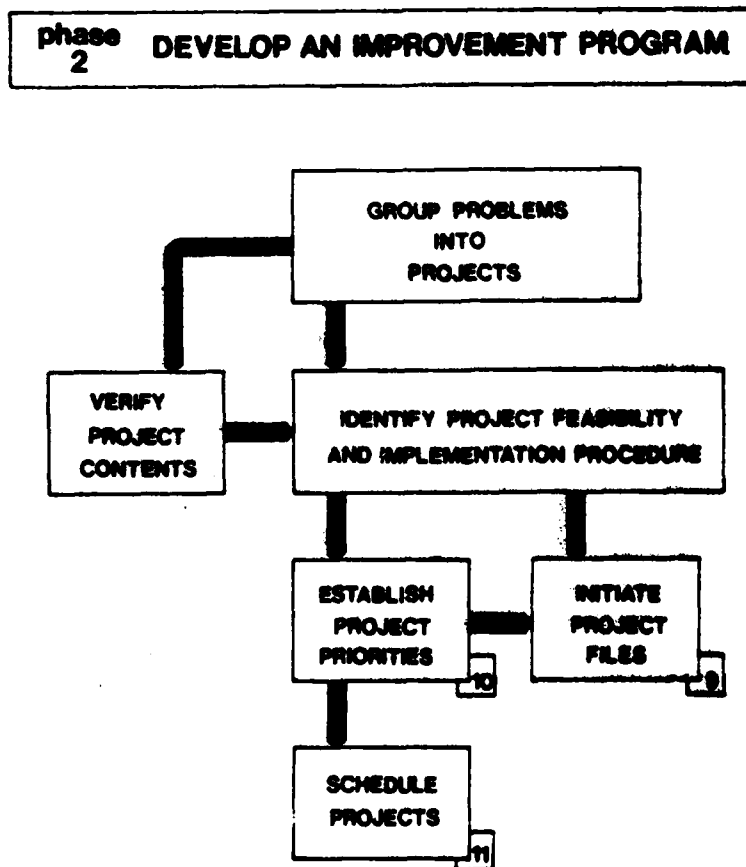 phase
2
DEVELOP AN IMPROVEMENT PROGRAM
GROUP PROBLEMS
INTO
PROJECTS
VERIFY
PROJECT
CONTENTS
IDENTIFY PROJECT FEASIBILITY
AND IMPLEMENTATION PROCEDURE
ESTABLISH
PROJECT
PRIORITIES
10
INITIATE
PROJECT
FILES
9
SCHEDULE
PROJECTS
11